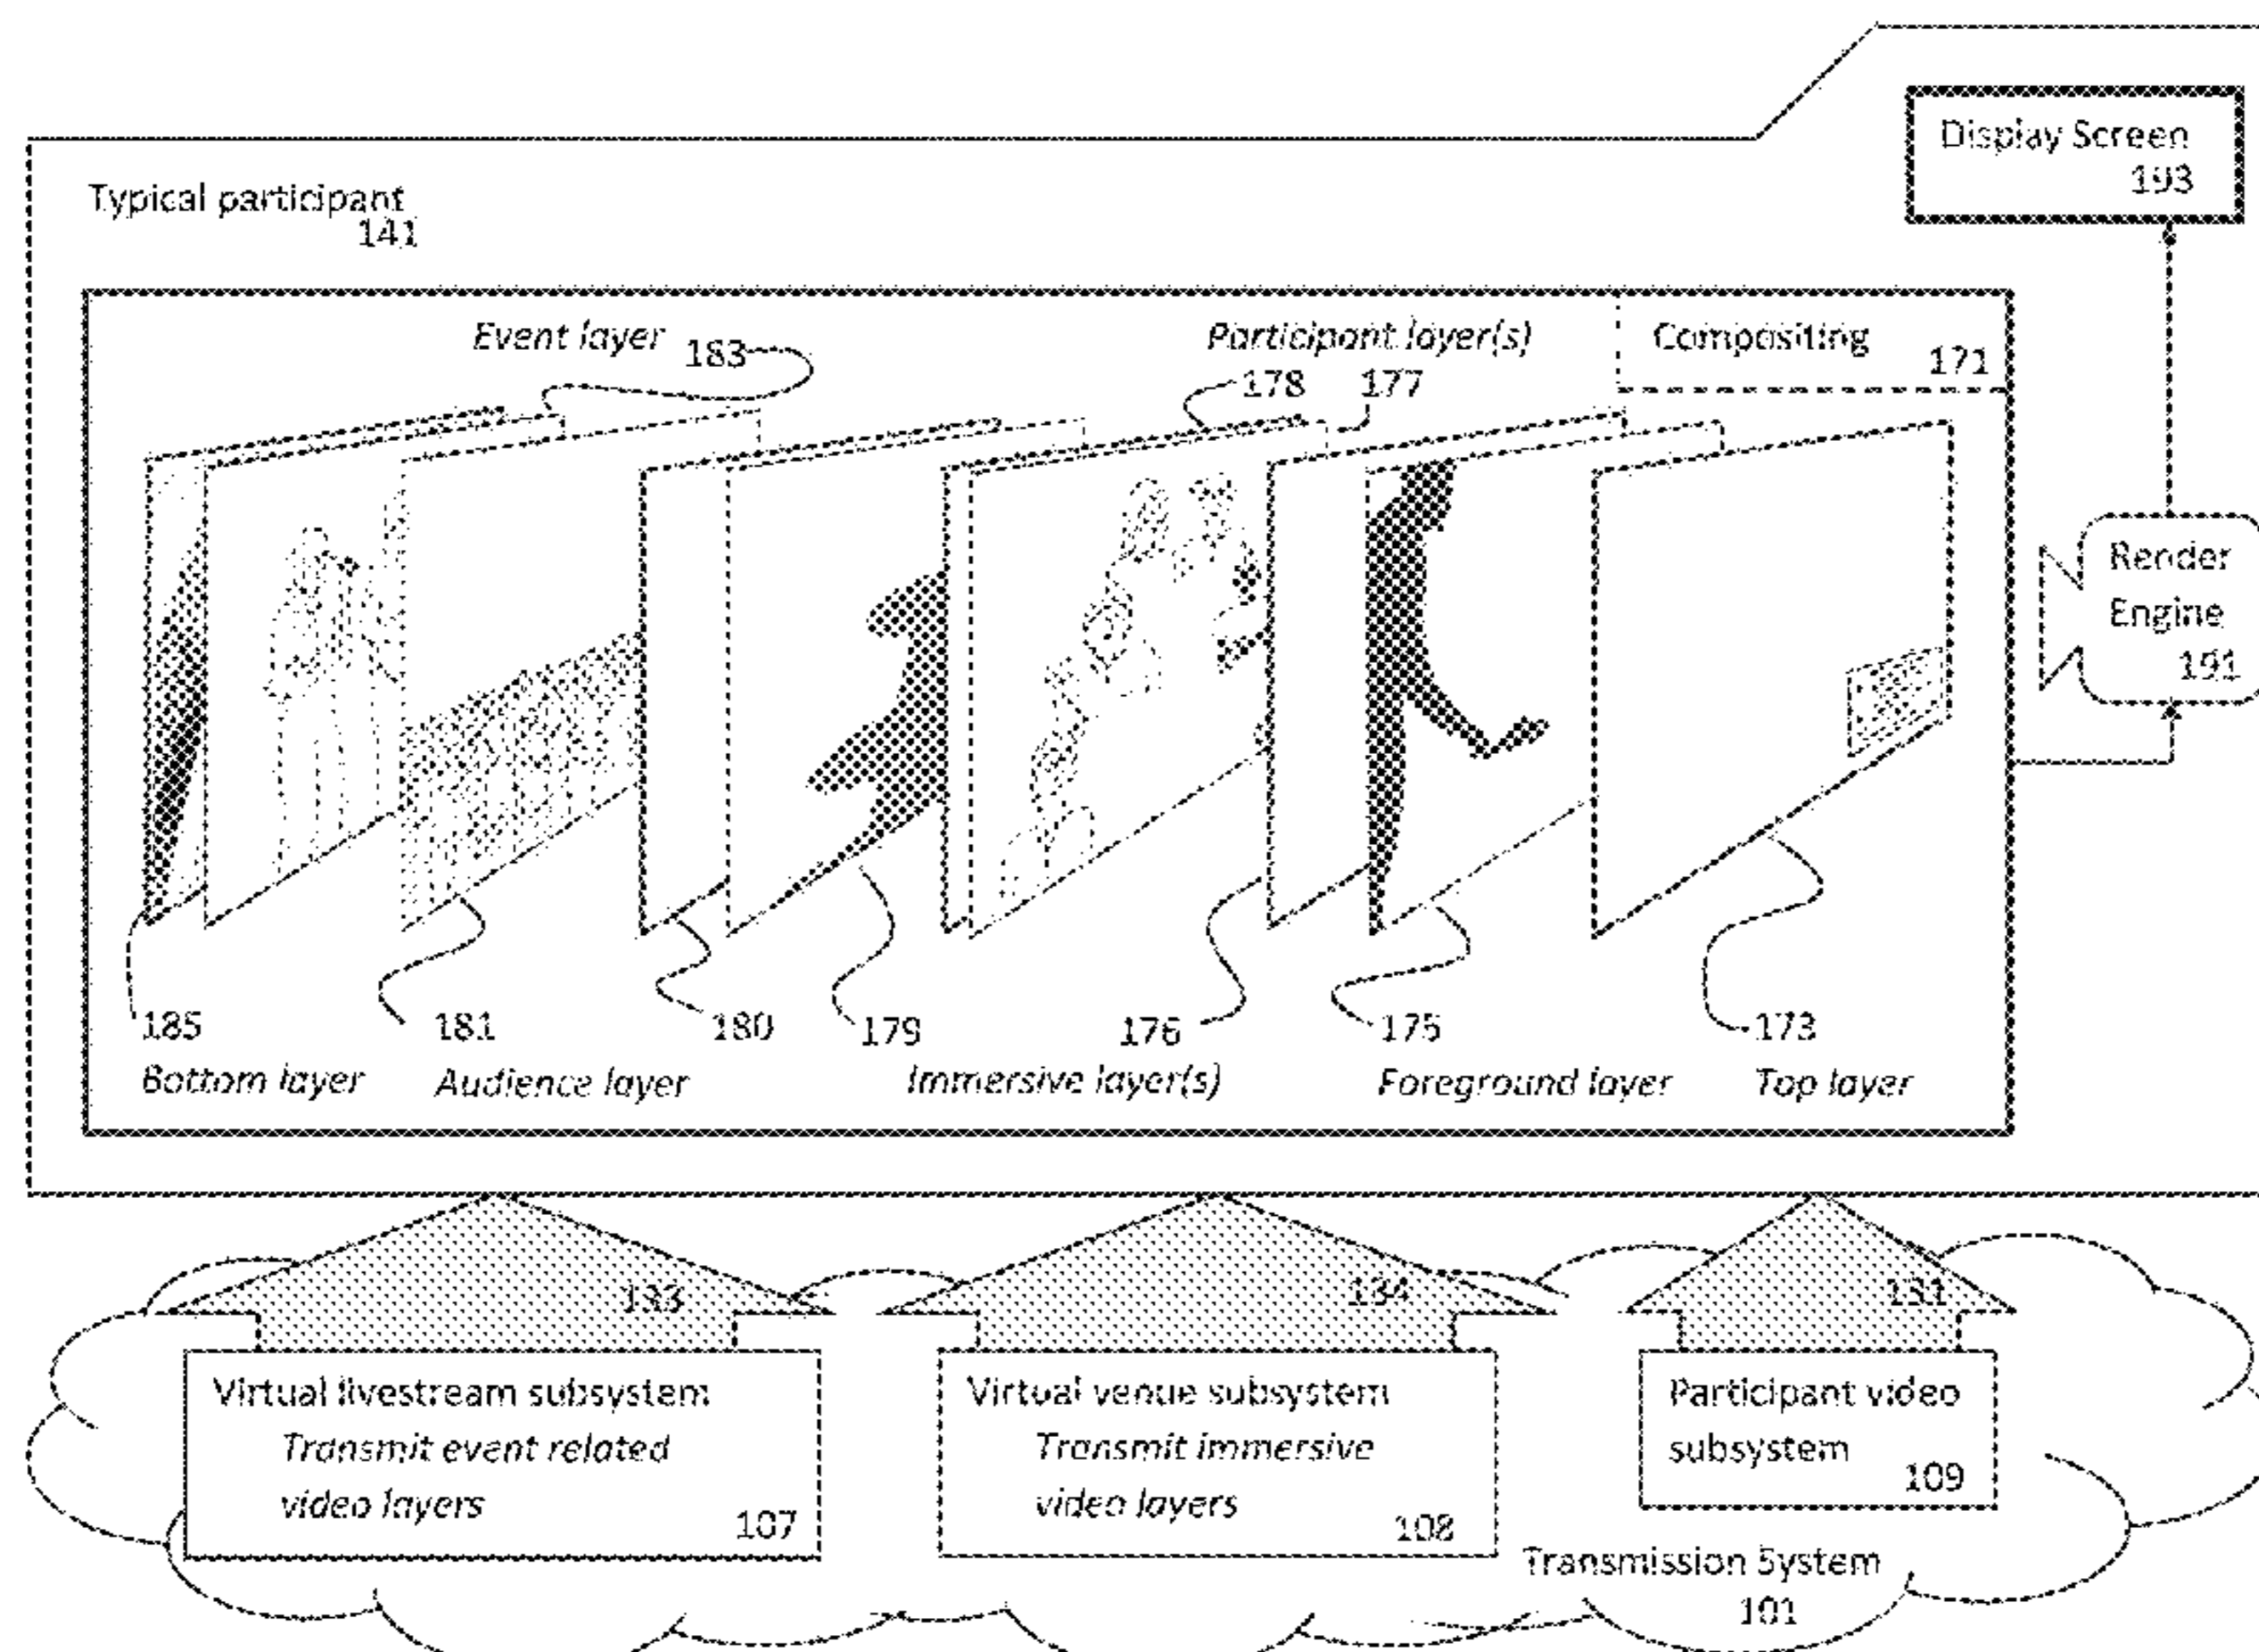 Display Screen
193
Typical participant
141
Event layer 183
Participant layer(s)
178 177
Compositing
171
Render
Engine
191
185 181 180 179 176 175 173
Bottom layer Audience layer Immersive layer(s) Foreground layer Top layer
133 134 131
Virtual livestream subsystem
Transmit event related
video layers
107
Virtual venue subsystem
Transmit immersive
video layers
108
Participant video
subsystem
109
Transmission System
101